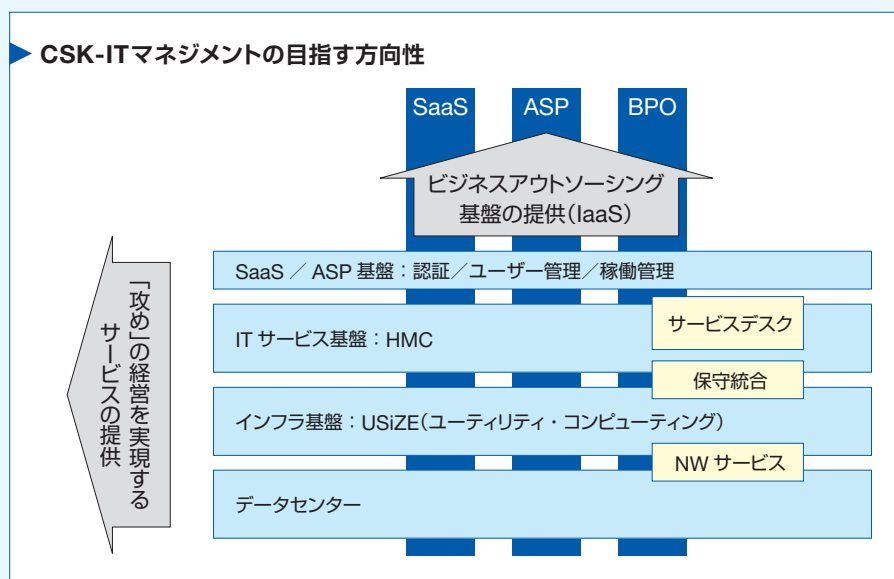 CSK-ITマネジメントの目指す方向性
SaaS
ASP
BPO
ビジネスアウトソーシング
基盤の提供(IaaS)
「攻め」の経営を実現する
サービスの提供
SaaS / ASP 基盤:認証/ユーザー管理/稼働管理
サービスデスク
IT サービス基盤:HMC
保守統合
インフラ基盤:USiZE(ユーティリティ・コンピューティング)
NW サービス
データセンター